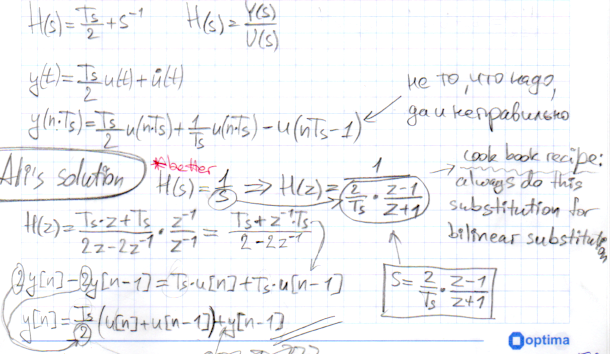 H(s) = Ts/2 + s⁻¹    H(s) = Y(s)/U(s)
y(t) = Ts/2 u(t) + u̇(t)
не то, что надо,
да и неправильно
y(n·Ts) = Ts/2 u(n·Ts) + 1/Ts u(n·Ts) - u(nTs-1)
Ali's solution
*better
H(s) = 1/s ⇒ H(z) = 1/(2/Ts · z-1/z+1)
cook book recipe:
always do this
substitution for
bilinear substitution
H(z) = Ts·z+Ts/2z-2z⁻¹ · z⁻¹/z⁻¹ = Ts+z⁻¹Ts/2-2z⁻¹
2y[n] - 2y[n-1] = Ts·u[n] + Ts·u[n-1]
S = 2/Ts · z-1/z+1
y[n] = Ts/2 (u[n] + u[n-1]) + y[n-1]
optima